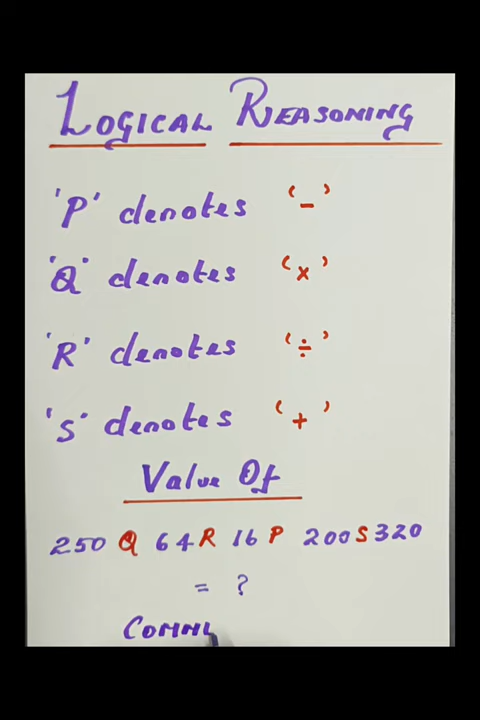 LOGICAL REASONING
'P' denotes '-'
'Q' denotes '×'
'R' denotes '÷'
'S' denotes '+'
Value Of
250 Q 64 R 16 P 200 S 320
= ?